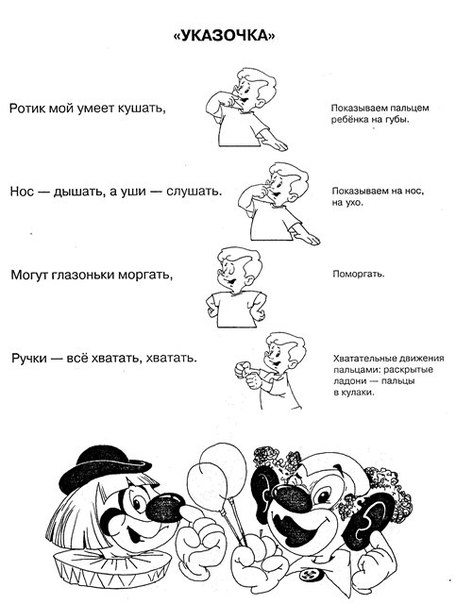 «УКАЗОЧКА»
Ротик мой умеет кушать,
Показываем пальцем
ребёнка на губы.
Нос — дышать, а уши — слушать.
Показываем на нос,
на ухо.
Могут глазоньки моргать,
Поморгать.
Ручки — всё хватать, хватать.
Хватательные движения
пальцами: раскрытые
ладони — пальцы
в кулаки.